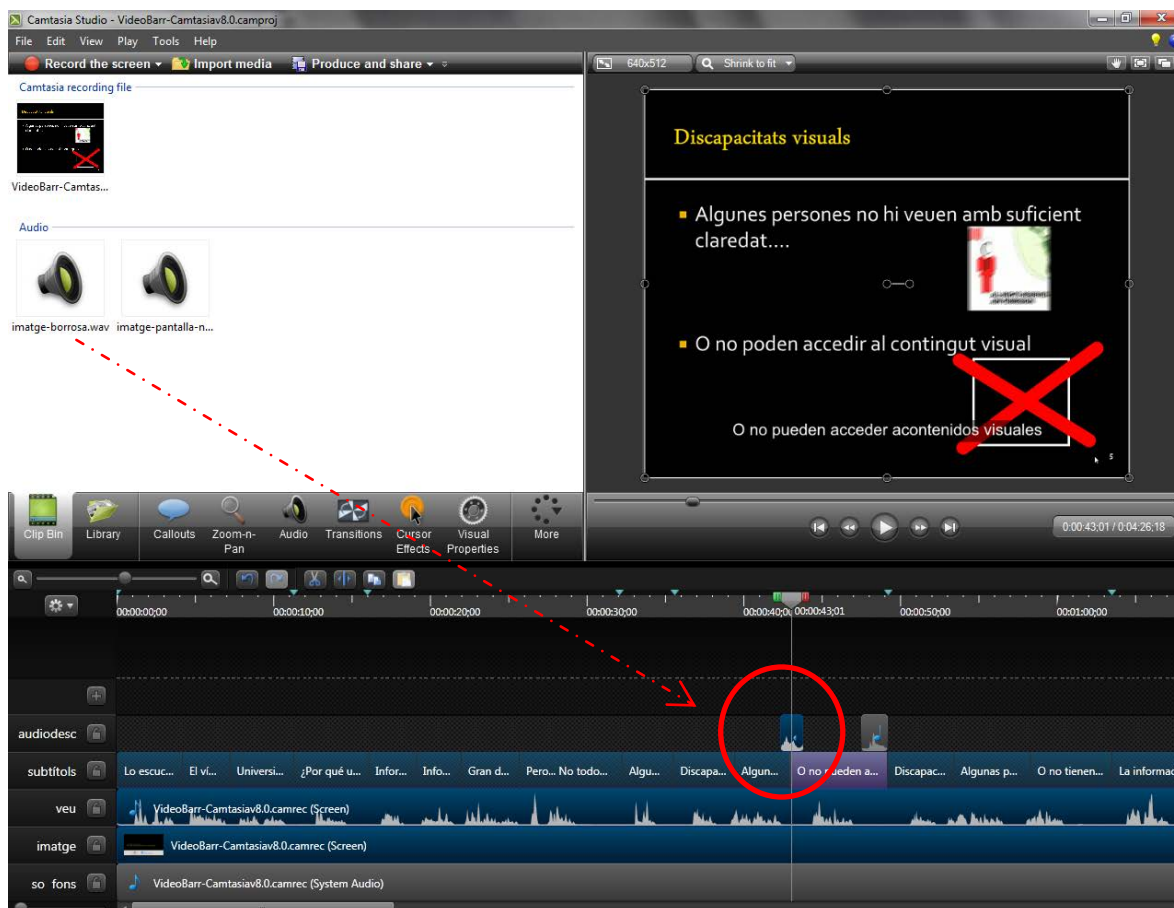 Camtasia Studio - VideoBarr-Camtasiav8.0.camproj
File Edit View Play Tools Help
Record the screen Import media Produce and share
640x512 Shrink to fit
Camtasia recording file
VideoBarr-Camtas...
Audio
imatge-borrosa.wav imatge-pantalla-n...
Discapacitats visuals
Algunes persones no hi veuen amb suficient
claredat....
O no poden accedir al contingut visual
O no pueden acceder acontenidos visuales
5
Clip Bin Library Callouts Zoom-n-Pan Audio Transitions Cursor Effects Visual Properties More
0:00:43;01 / 0:04:26;18
00:00:00;00 00:00:10;00 00:00:20;00 00:00:30;00 00:00:40;00 00:00:43;01 00:00:50;00 00:01:00;00
audiodesc
subtítols Lo escuc... El ví... Universi... ¿Por qué u... Infor... Info... Gran d... Pero... No todo... Algu... Discapa... Algun... O no pueden a... Discapac... Algunas p... O no tienen... La informac
veu VideoBarr-Camtasiav8.0.camrec (Screen)
imatge VideoBarr-Camtasiav8.0.camrec (Screen)
so fons VideoBarr-Camtasiav8.0.camrec (System Audio)